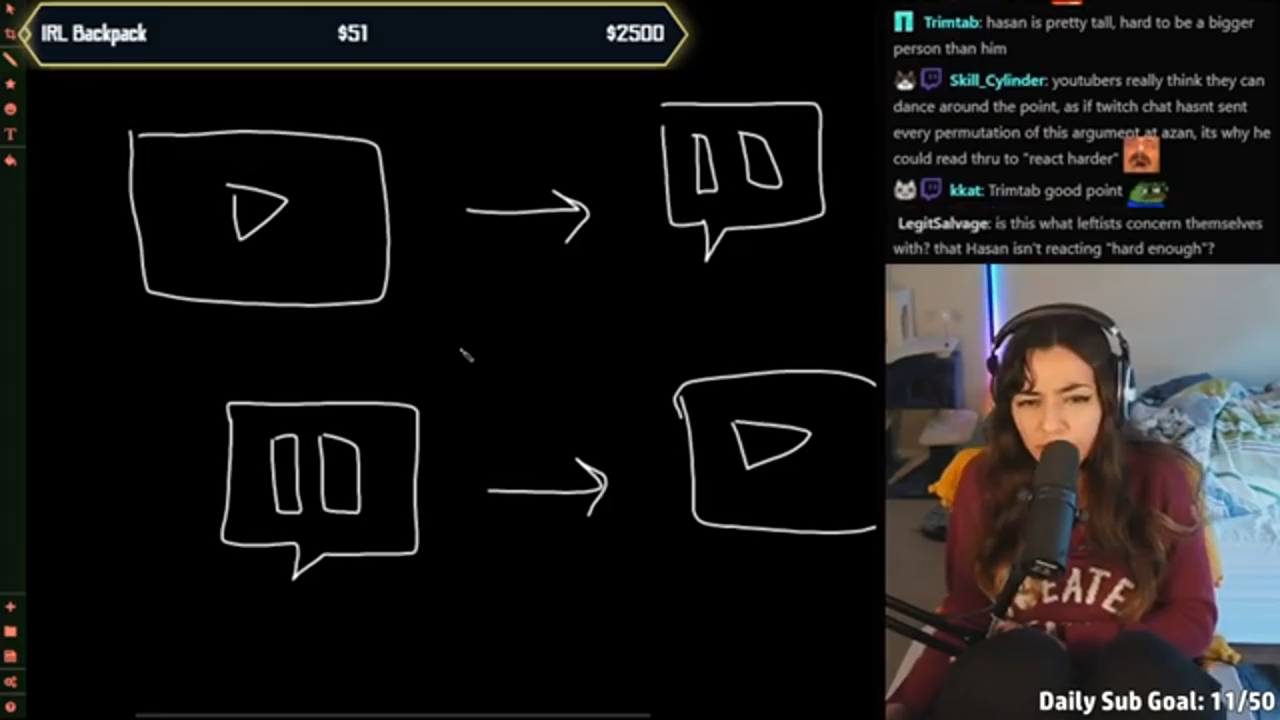 IRL Backpack $51 $2500
Trimtab: hasan is pretty tall, hard to be a bigger
person than him
Skill_Cylinder: youtubers really think they can
dance around the point, as if twitch chat hasnt sent
every permutation of this argument at azan, its why he
could read thru to "react harder"
kkat: Trimtab good point
LegitSalvage: is this what leftists concern themselves
with? that Hasan isn't reacting "hard enough"?
EATE
Daily Sub Goal: 11/50